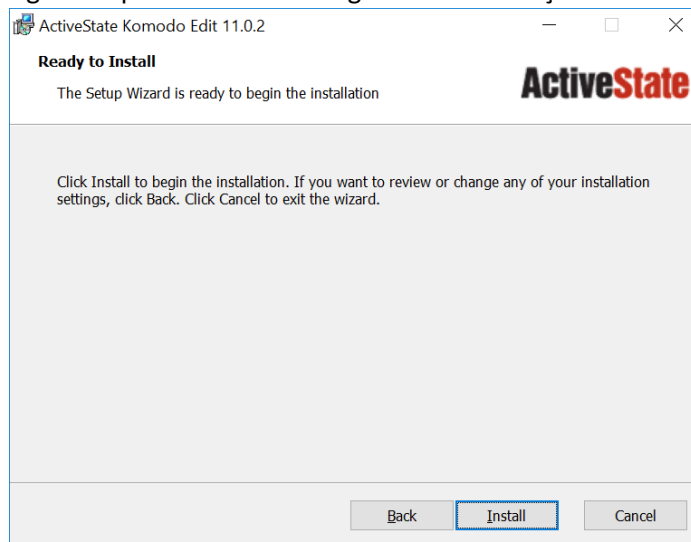 ActiveState Komodo Edit 11.0.2
Ready to Install
The Setup Wizard is ready to begin the installation
ActiveState
Click Install to begin the installation. If you want to review or change any of your installation
settings, click Back. Click Cancel to exit the wizard.
Back Install Cancel